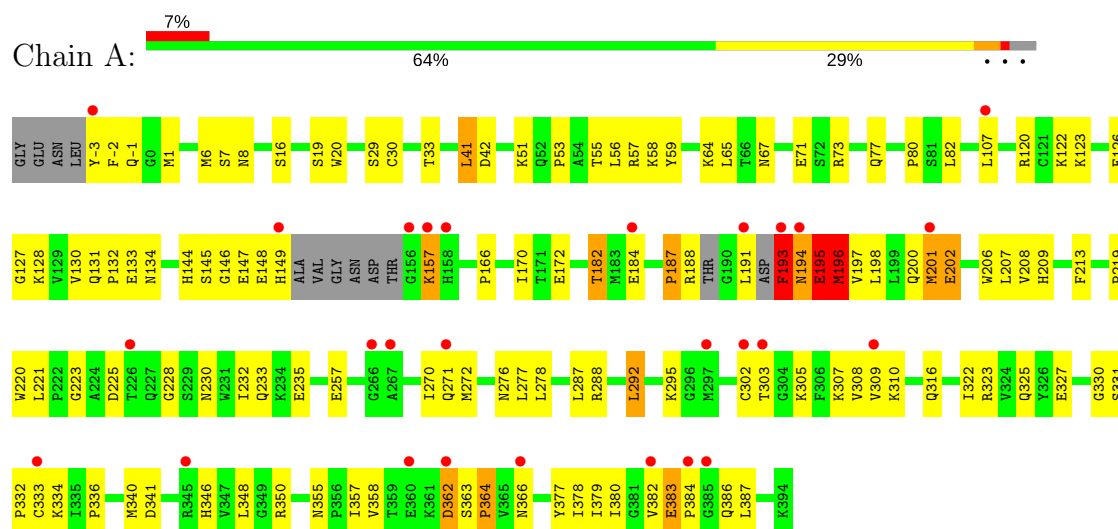 7%
Chain A:
64% 29% • • •
GLY GLU ASN LEU Y-3 F-2 Q-1 G0 M1 M6 S7 N8 S16 S19 W20 S29 C30 T33 L41 D42 K51 Q52 P53 A54 T55 L56 R57 K58 Y59 K64 L65 T66 N67 E71 S72 R73 Q77 P80 S81 L82 L107 R120 C121 K122 K123 E126
G127 K128 V129 V130 Q131 P132 E133 N134 H144 S145 G146 E147 E148 H149 ALA VAL GLY ASN ASP THR G156 K157 H158 P166 I170 T171 E172 T182 M183 E184 P187 R188 THR G190 L191 ASP F193 N194 E195 M196 V197 L198 L199 Q200 M201 E202 W206 L207 V208 H209 F213 R219
W220 L221 P222 G223 A224 D225 T226 Q227 G228 S229 N230 W231 I232 Q233 K234 E235 E257 G266 A267 I270 Q271 M272 N276 L277 L278 L287 R288 L292 K295 G296 M297 C302 T303 G304 K305 F306 K307 V308 V309 K310 Q316 I322 R323 V324 Q325 Y326 E327 G330 S331
P332 C333 K334 I335 P336 M340 D341 R345 H346 V347 L348 G349 R350 N355 P356 I357 V358 T359 E360 K361 D362 S363 P364 V365 N366 Y377 I378 I379 I380 G381 V382 E383 P384 G385 Q386 L387 K394